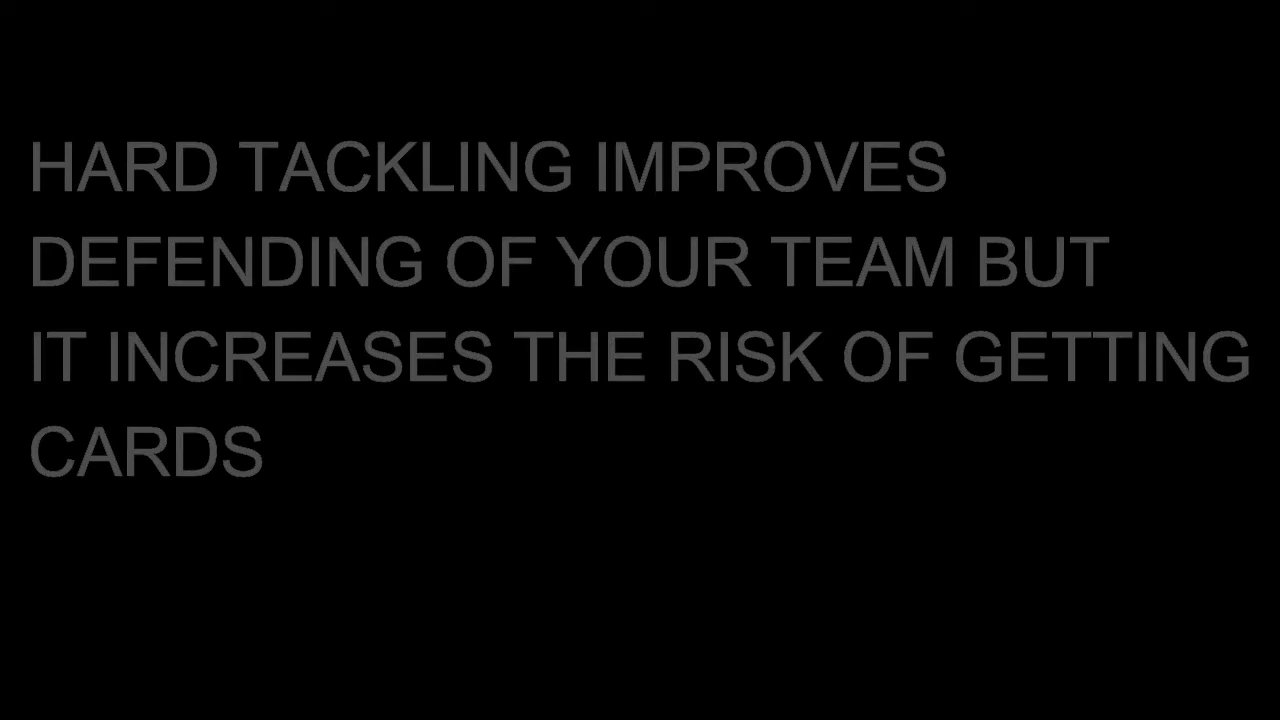 HARD TACKLING IMPROVES
DEFENDING OF YOUR TEAM BUT
IT INCREASES THE RISK OF GETTING
CARDS